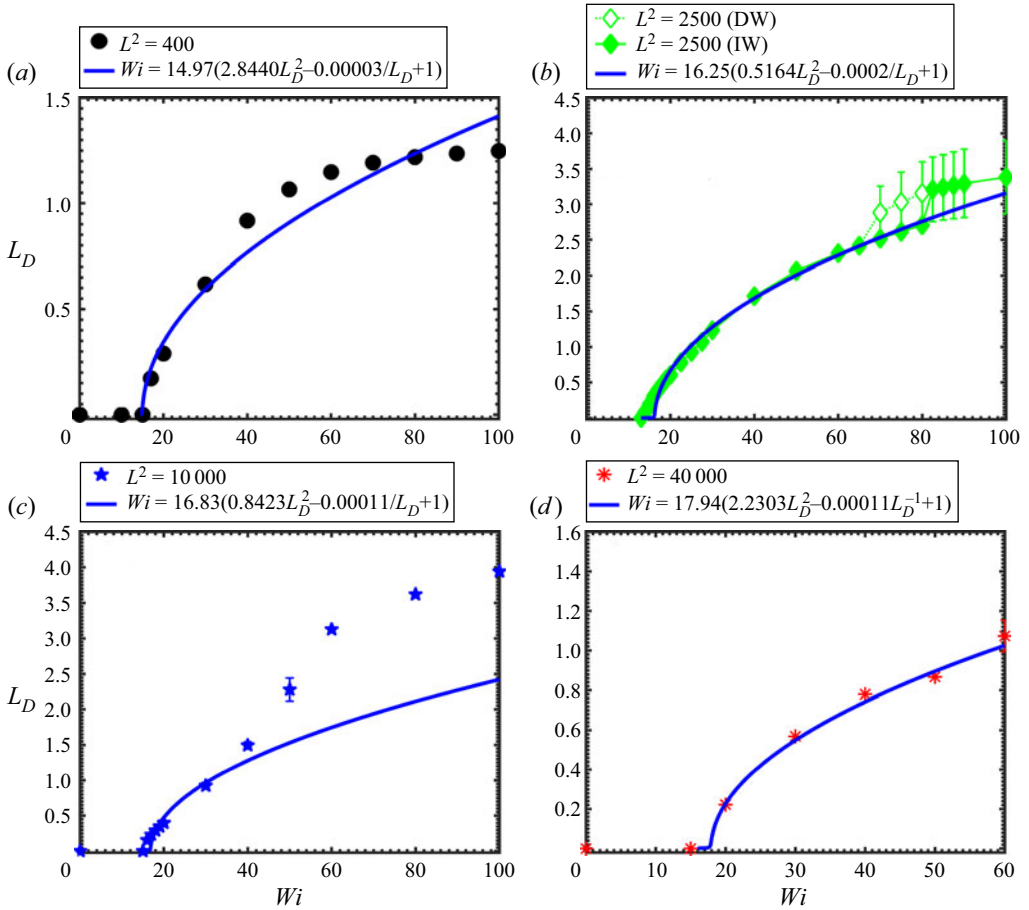 L² = 400
Wi = 14.97(2.8440L_D²–0.00003/L_D+1)
(a)
1.5
1.0
0.5
L_D
0 20 40 60 80 100
L² = 2500 (DW)
L² = 2500 (IW)
Wi = 16.25(0.5164L_D²–0.0002/L_D+1)
(b)
4.5
4.0
3.5
3.0
2.5
2.0
1.5
1.0
0.5
0 20 40 60 80 100
L² = 10 000
Wi = 16.83(0.8423L_D²–0.00011/L_D+1)
(c)
4.5
4.0
3.5
3.0
2.5
2.0
1.5
1.0
0.5
L_D
0 20 40 60 80 100
Wi
L² = 40 000
Wi = 17.94(2.2303L_D²–0.00011L_D⁻¹+1)
(d)
1.6
1.4
1.2
1.0
0.8
0.6
0.4
0.2
0 10 20 30 40 50 60
Wi